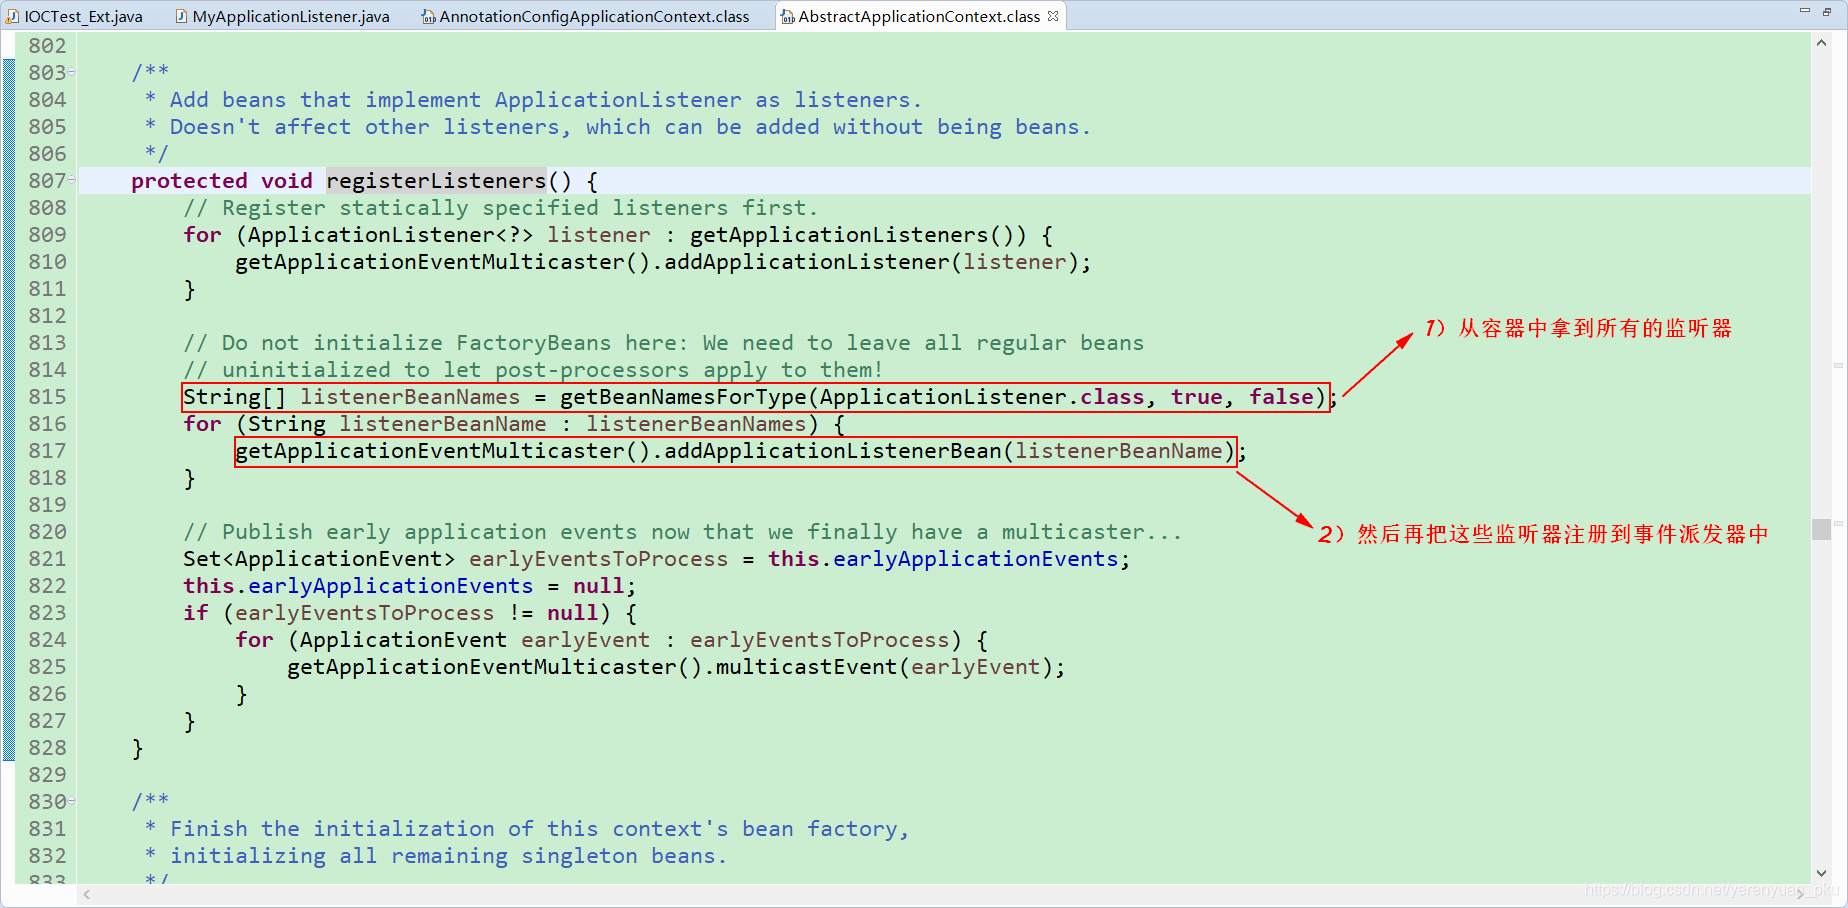 IOCTest_Ext.java MyApplicationListener.java AnnotationConfigApplicationContext.class AbstractApplicationContext.class
802
803 /**
804 * Add beans that implement ApplicationListener as listeners.
805 * Doesn't affect other listeners, which can be added without being beans.
806 */
807 protected void registerListeners() {
808 // Register statically specified listeners first.
809 for (ApplicationListener<?> listener : getApplicationListeners()) {
810 getApplicationEventMulticaster().addApplicationListener(listener);
811 }
812
813 // Do not initialize FactoryBeans here: We need to leave all regular beans
1）从容器中拿到所有的监听器
814 // uninitialized to let post-processors apply to them!
815 String[] listenerBeanNames = getBeanNamesForType(ApplicationListener.class, true, false);
816 for (String listenerBeanName : listenerBeanNames) {
817 getApplicationEventMulticaster().addApplicationListenerBean(listenerBeanName);
818 }
819
820 // Publish early application events now that we finally have a multicaster...
2）然后再把这些监听器注册到事件派发器中
821 Set<ApplicationEvent> earlyEventsToProcess = this.earlyApplicationEvents;
822 this.earlyApplicationEvents = null;
823 if (earlyEventsToProcess != null) {
824 for (ApplicationEvent earlyEvent : earlyEventsToProcess) {
825 getApplicationEventMulticaster().multicastEvent(earlyEvent);
826 }
827 }
828 }
829
830 /**
831 * Finish the initialization of this context's bean factory,
832 * initializing all remaining singleton beans.
833 */
https://blog.csdn.net/yerenyuan_pku